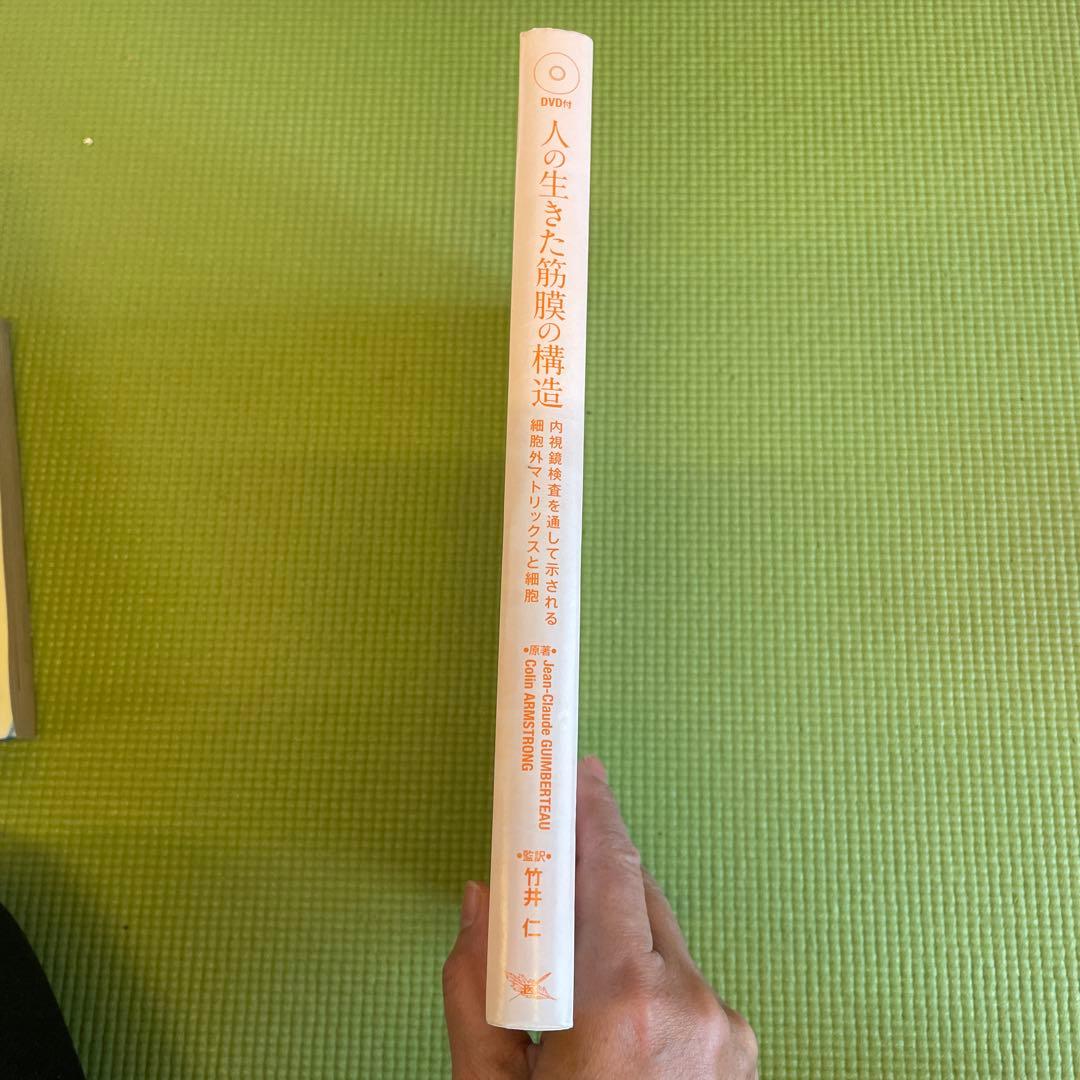 DVD付
人の生きた筋膜の構造
内視鏡検査を通して示される
細胞外マトリックスと細胞
•原著•
Jean-Claude GUIMBERTEAU
Colin ARMSTRONG
•監訳•
竹井 仁
医